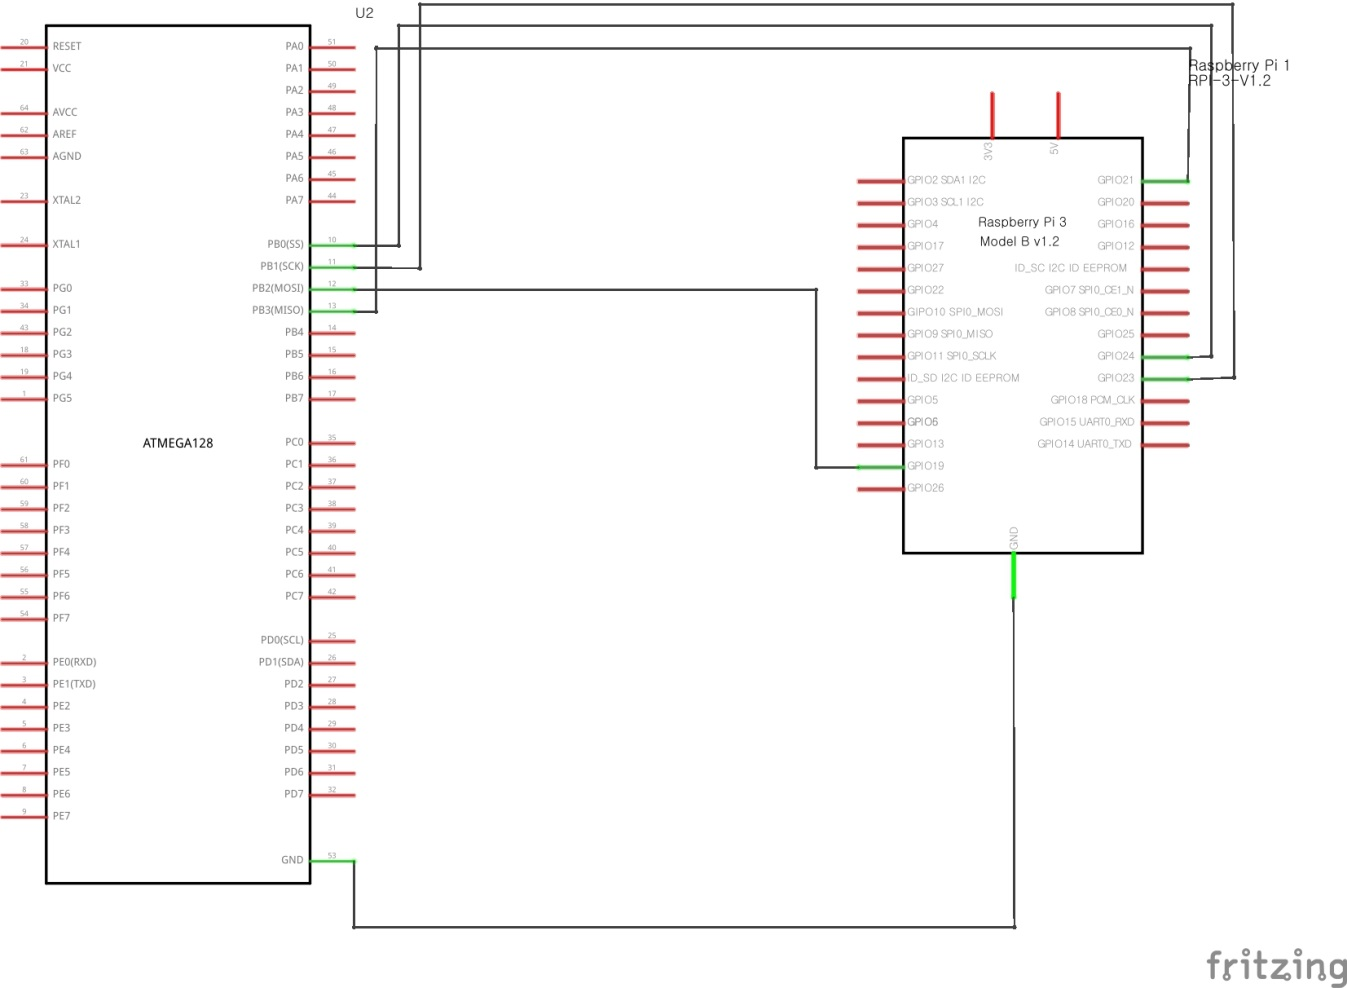 U2
20 RESET
21 VCC
64 AVCC
62 AREF
63 AGND
23 XTAL2
24 XTAL1
33 PG0
34 PG1
43 PG2
18 PG3
19 PG4
1 PG5
ATMEGA128
61 PF0
60 PF1
59 PF2
58 PF3
57 PF4
56 PF5
55 PF6
54 PF7
2 PE0(RXD)
3 PE1(TXD)
4 PE2
5 PE3
6 PE4
7 PE5
8 PE6
9 PE7
PA0 51
PA1 50
PA2 49
PA3 48
PA4 47
PA5 46
PA6 45
PA7 44
PB0(SS) 10
PB1(SCK) 11
PB2(MOSI) 12
PB3(MISO) 13
PB4 14
PB5 15
PB6 16
PB7 17
PC0 35
PC1 36
PC2 37
PC3 38
PC4 39
PC5 40
PC6 41
PC7 42
PD0(SCL) 25
PD1(SDA) 26
PD2 27
PD3 28
PD4 29
PD5 30
PD6 31
PD7 32
GND 53
Raspberry Pi 1
RPI-3-V1.2
3V3
5V
Raspberry Pi 3
Model B v1.2
GPIO2 SDA1 I2C
GPIO3 SCL1 I2C
GPIO4
GPIO17
GPIO27
GPIO22
GIPO10 SPI0_MOSI
GPIO9 SPI0_MISO
GPIO11 SPI0_SCLK
ID_SD I2C ID EEPROM
GPIO5
GPIO6
GPIO13
GPIO19
GPIO26
GPIO21
GPIO20
GPIO16
GPIO12
ID_SC I2C ID EEPROM
GPIO7 SPI0_CE1_N
GPIO8 SPI0_CE0_N
GPIO25
GPIO24
GPIO23
GPIO18 PCM_CLK
GPIO15 UART0_RXD
GPIO14 UART0_TXD
GND
fritzing